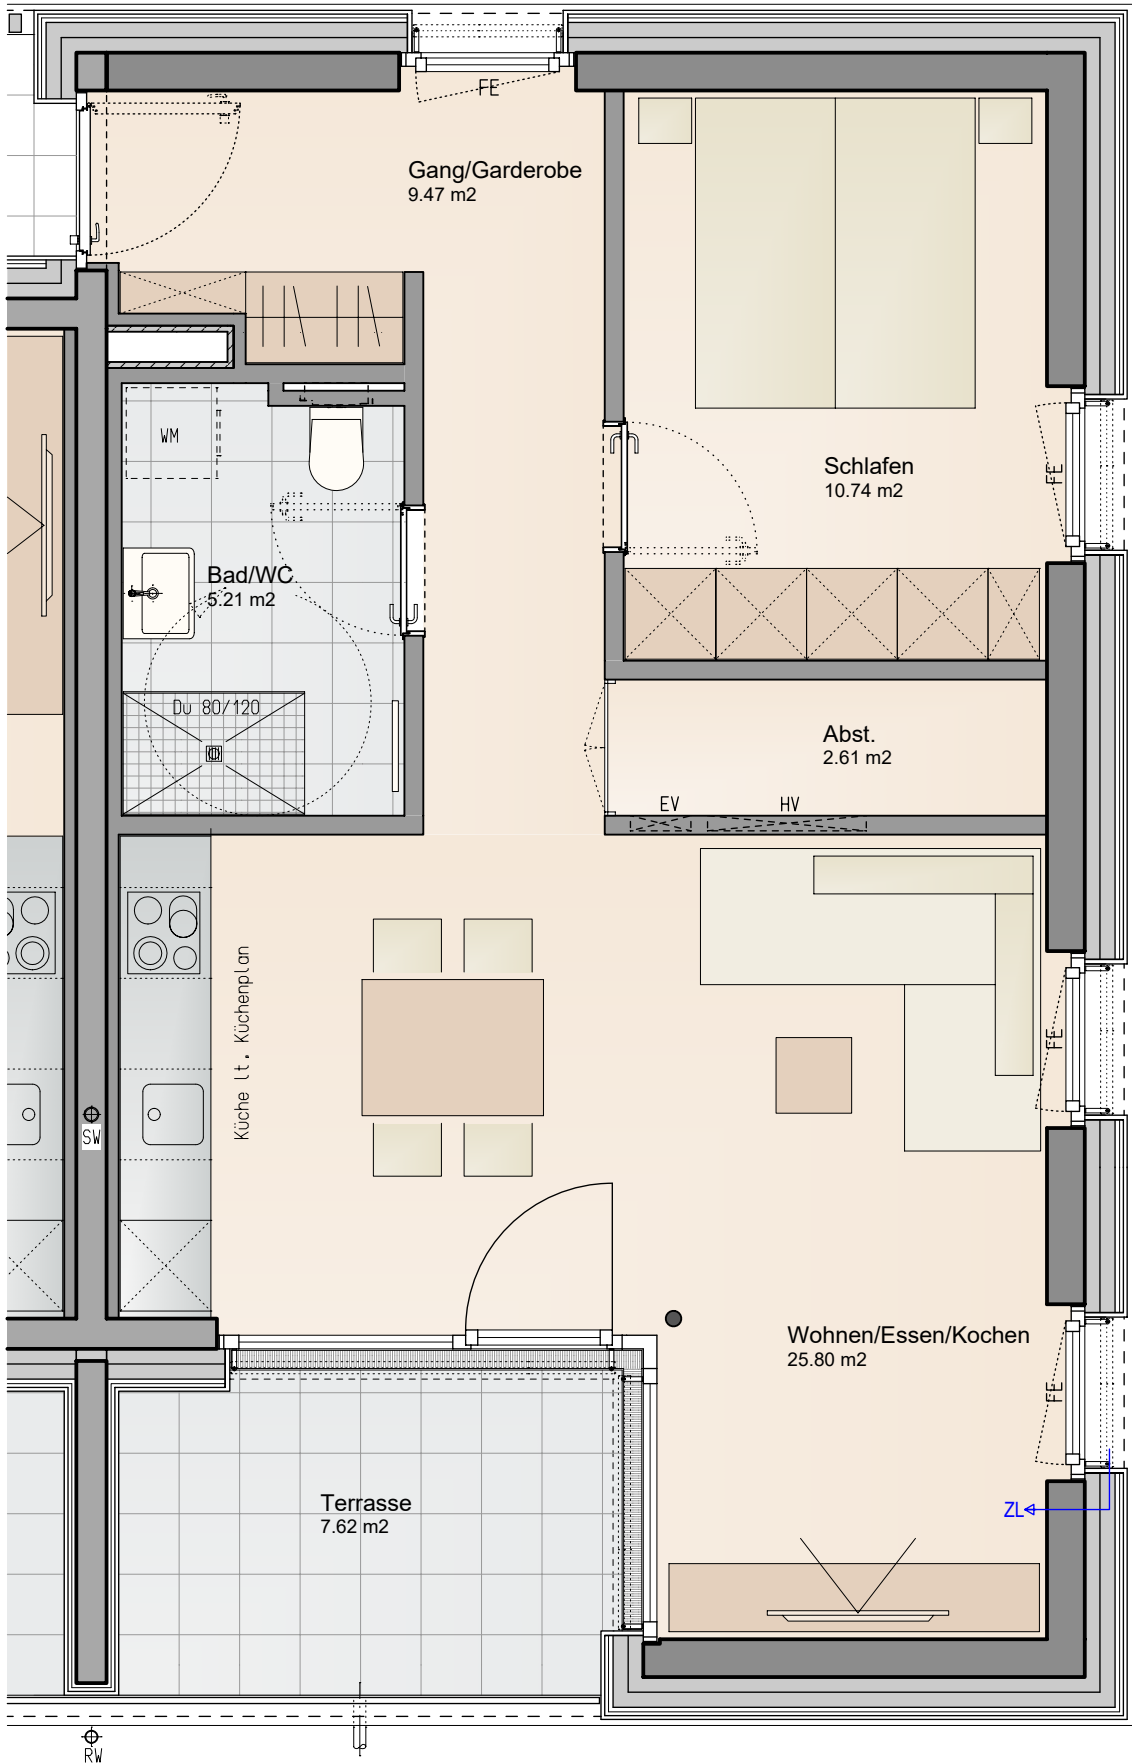 FE
Gang/Garderobe
9.47 m2
WM
Schlafen
10.74 m2
FE
Bad/WC
5.21 m2
Du 80/120
Abst.
2.61 m2
EV
HV
Küche lt. Küchenplan
FE
SW
Wohnen/Essen/Kochen
25.80 m2
FE
Terrasse
7.62 m2
ZL
RW